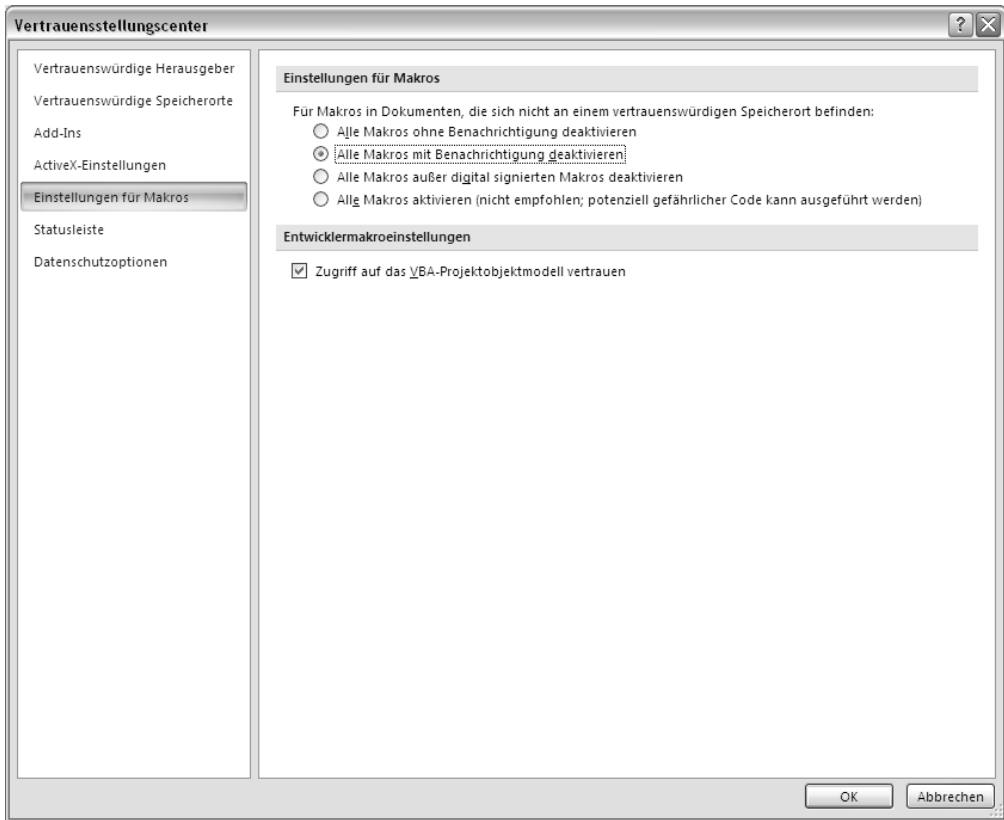 Vertrauensstellungscenter
Vertrauenswürdige Herausgeber
Vertrauenswürdige Speicherorte
Add-Ins
ActiveX-Einstellungen
Einstellungen für Makros
Statusleiste
Datenschutzoptionen
Einstellungen für Makros
Für Makros in Dokumenten, die sich nicht an einem vertrauenswürdigen Speicherort befinden:
Alle Makros ohne Benachrichtigung deaktivieren
Alle Makros mit Benachrichtigung deaktivieren
Alle Makros außer digital signierten Makros deaktivieren
Alle Makros aktivieren (nicht empfohlen; potenziell gefährlicher Code kann ausgeführt werden)
Entwicklermakroeinstellungen
Zugriff auf das VBA-Projektobjektmodell vertrauen
OK
Abbrechen